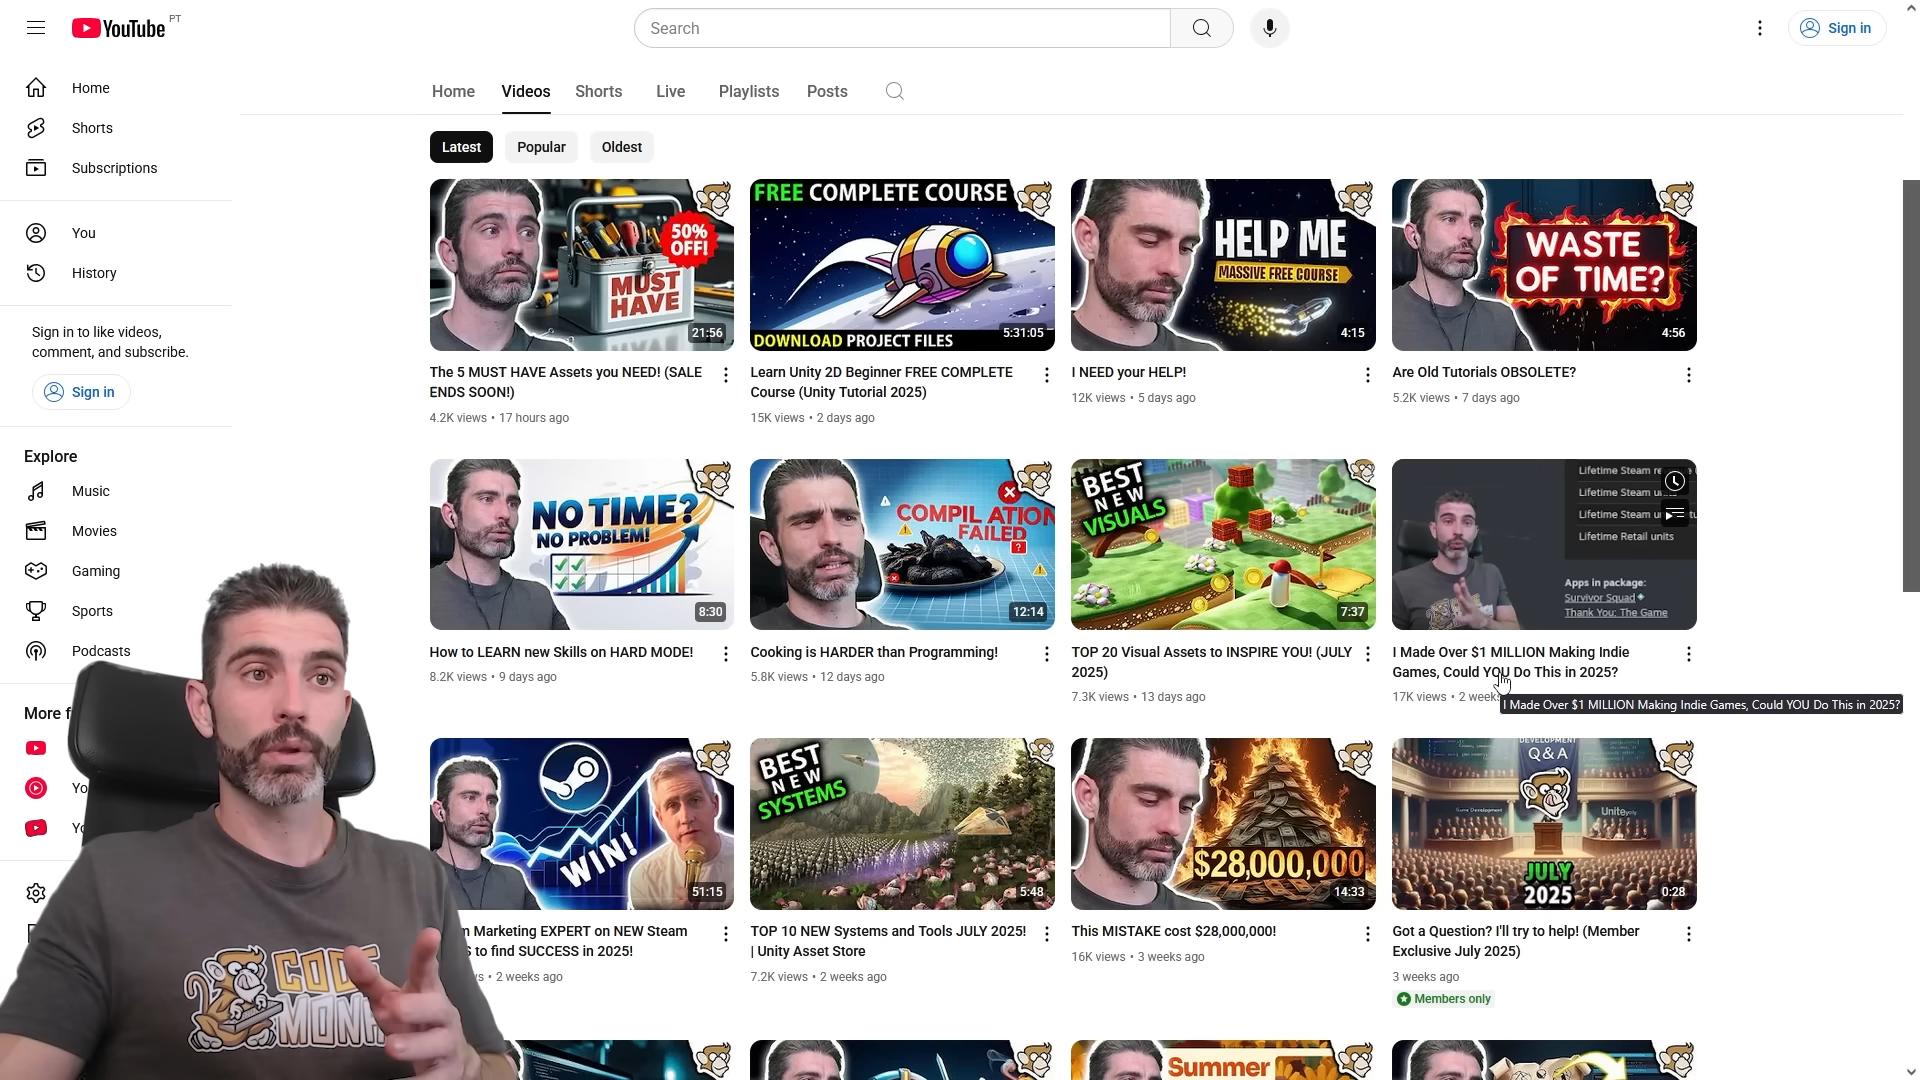 YouTube PT
Search
Sign in
Home
Shorts
Subscriptions
You
History
Sign in to like videos,
comment, and subscribe.
Sign in
Explore
Music
Movies
Gaming
Sports
Podcasts
Home Videos Shorts Live Playlists Posts
Latest Popular Oldest
50%
OFF!
MUST
HAVE
21:56
The 5 MUST HAVE Assets you NEED! (SALE
ENDS SOON!)
4.2K views • 17 hours ago
FREE COMPLETE COURSE
DOWNLOAD PROJECT FILES
5:31:05
Learn Unity 2D Beginner FREE COMPLETE
Course (Unity Tutorial 2025)
15K views • 2 days ago
HELP ME
MASSIVE FREE COURSE
4:15
I NEED your HELP!
12K views • 5 days ago
WASTE
OF TIME?
4:56
Are Old Tutorials OBSOLETE?
5.2K views • 7 days ago
NO TIME?
NO PROBLEM!
8:30
How to LEARN new Skills on HARD MODE!
8.2K views • 9 days ago
COMPILATION
FAILED
12:14
Cooking is HARDER than Programming!
5.8K views • 12 days ago
BEST
NEW
VISUALS
7:37
TOP 20 Visual Assets to INSPIRE YOU! (JULY
2025)
7.3K views • 13 days ago
Lifetime Steam
Lifetime Steam
Lifetime Steam
Lifetime Retail units
Apps in package:
Survivor Squad
Thank You: The Game
I Made Over $1 MILLION Making Indie
Games, Could YOU Do This in 2025?
17K views • 2
I Made Over $1 MILLION Making Indie Games, Could YOU Do This in 2025?
More
WIN!
51:15
Marketing EXPERT on NEW Steam
to find SUCCESS in 2025!
• 2 weeks ago
BEST
NEW
SYSTEMS
5:48
TOP 10 NEW Systems and Tools JULY 2025!
| Unity Asset Store
7.2K views • 2 weeks ago
$28,000,000
14:33
This MISTAKE cost $28,000,000!
16K views • 3 weeks ago
DEVELOPMENT
Q&A
Game Development
JULY
2025
0:28
Got a Question? I'll try to help! (Member
Exclusive July 2025)
3 weeks ago
Members only
CODE
MONK
Summer